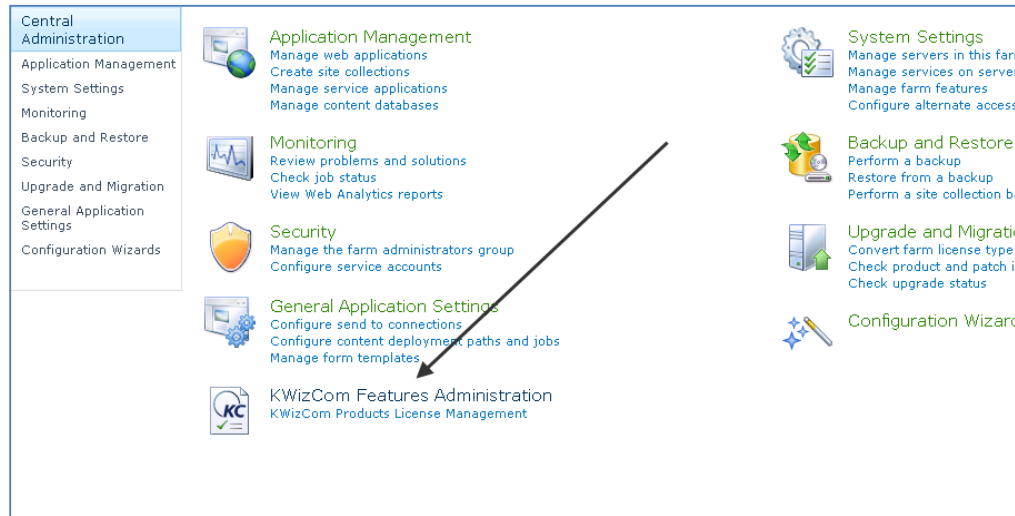 Central
Administration
Application Management
System Settings
Monitoring
Backup and Restore
Security
Upgrade and Migration
General Application
Settings
Configuration Wizards
Application Management
Manage web applications
Create site collections
Manage service applications
Manage content databases
Monitoring
Review problems and solutions
Check job status
View Web Analytics reports
Security
Manage the farm administrators group
Configure service accounts
General Application Settings
Configure send to connections
Configure content deployment paths and jobs
Manage form templates
KC
KWizCom Features Administration
KWizCom Products License Management
System Settings
Manage servers in this
Manage services on
Manage farm features
Configure alternate access
Backup and Restore
Perform a backup
Restore from a backup
Perform a site collection
Upgrade and
Convert farm license type
Check product and patch
Check upgrade status
Configuration